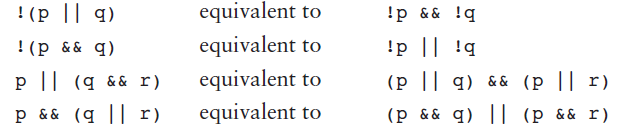 !(p || q) equivalent to !p && !q
!(p && q) equivalent to !p || !q
p || (q && r) equivalent to (p || q) && (p || r)
p && (q || r) equivalent to (p && q) || (p && r)